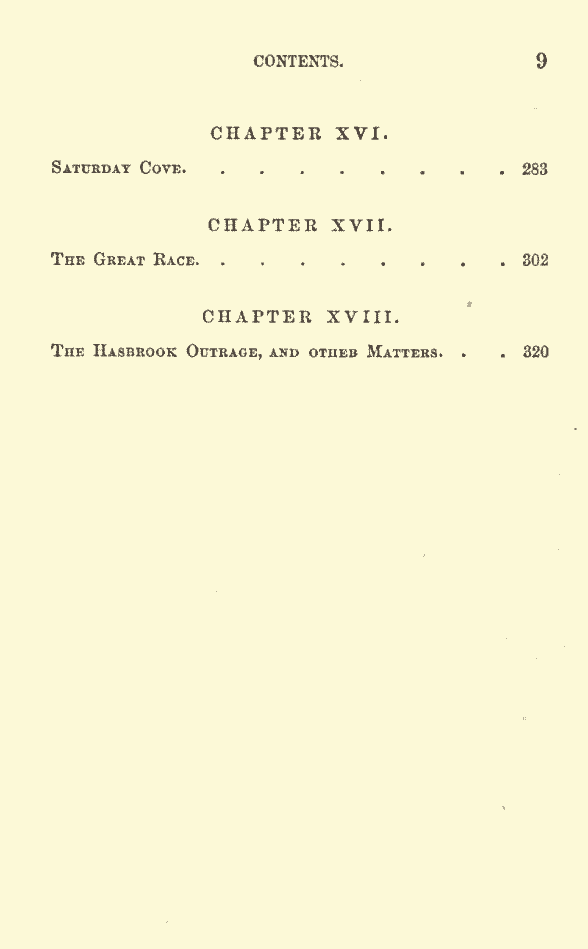 CONTENTS. 9
CHAPTER XVI.
SATURDAY COVE. . . . . . . . . 283
CHAPTER XVII.
THE GREAT RACE. . . . . . . . . 302
CHAPTER XVIII.
THE HASBROOK OUTRAGE, AND OTHER MATTERS. . . 320